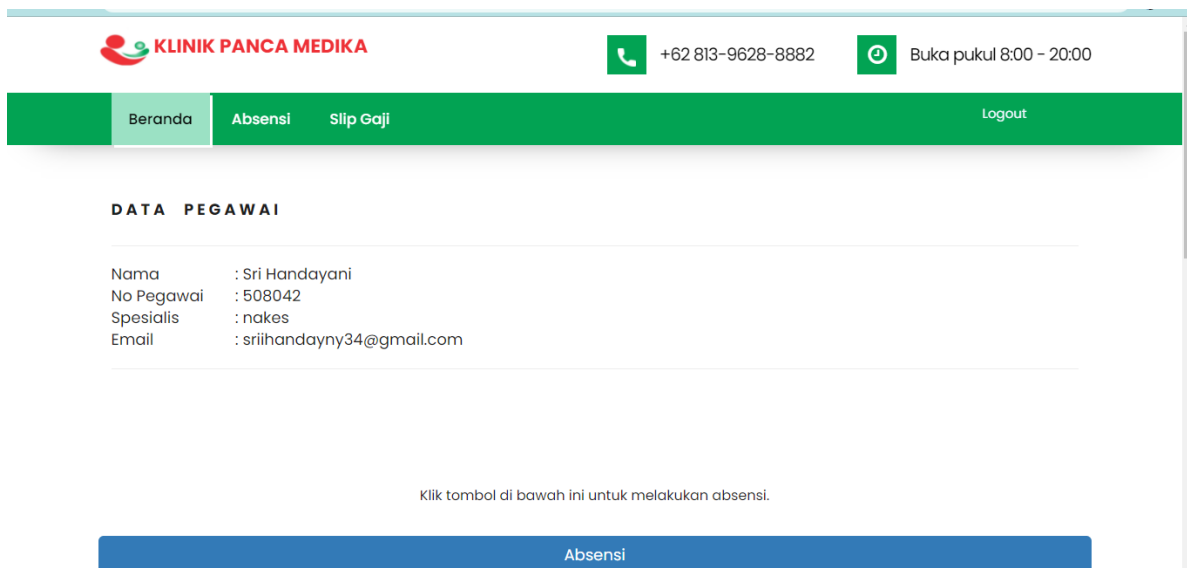 KLINIK PANCA MEDIKA
+62 813-9628-8882
Buka pukul 8:00 - 20:00
Beranda Absensi Slip Gaji Logout
DATA PEGAWAI
Nama : Sri Handayani
No Pegawai : 508042
Spesialis : nakes
Email : sriihandayny34@gmail.com
Klik tombol di bawah ini untuk melakukan absensi.
Absensi